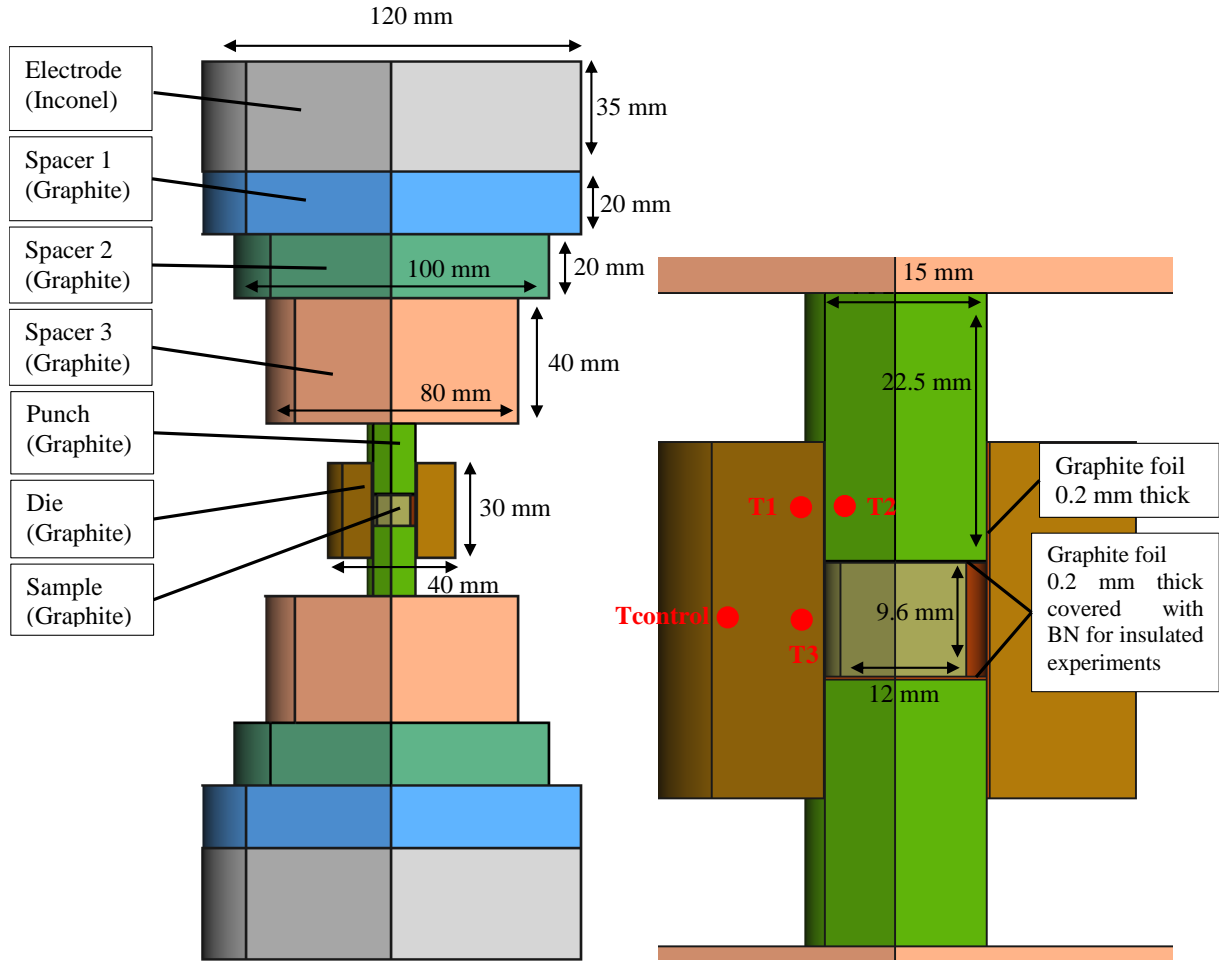 120 mm
Electrode
(Inconel)
35 mm
Spacer 1
(Graphite)
20 mm
Spacer 2
(Graphite)
100 mm
20 mm
Spacer 3
(Graphite)
40 mm
80 mm
Punch
(Graphite)
Die
(Graphite)
30 mm
40 mm
Sample
(Graphite)
15 mm
22.5 mm
Graphite foil
0.2 mm thick
T1
T2
Graphite foil
0.2 mm thick
covered with
BN for insulated
experiments
9.6 mm
Tcontrol
T3
12 mm